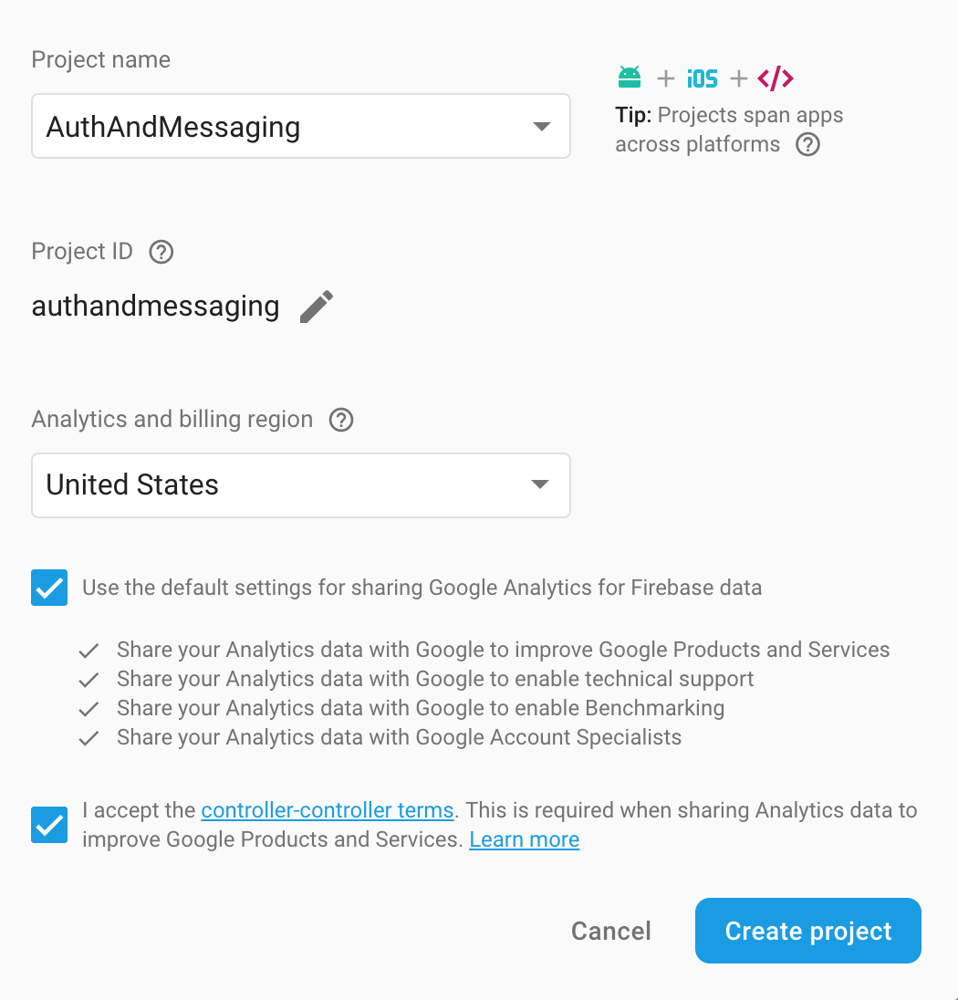 Project name
AuthAndMessaging
+ iOS + </>
Tip: Projects span apps
across platforms ?
Project ID ?
authandmessaging
Analytics and billing region ?
United States
Use the default settings for sharing Google Analytics for Firebase data
Share your Analytics data with Google to improve Google Products and Services
Share your Analytics data with Google to enable technical support
Share your Analytics data with Google to enable Benchmarking
Share your Analytics data with Google Account Specialists
I accept the controller-controller terms. This is required when sharing Analytics data to
improve Google Products and Services. Learn more
Cancel
Create project